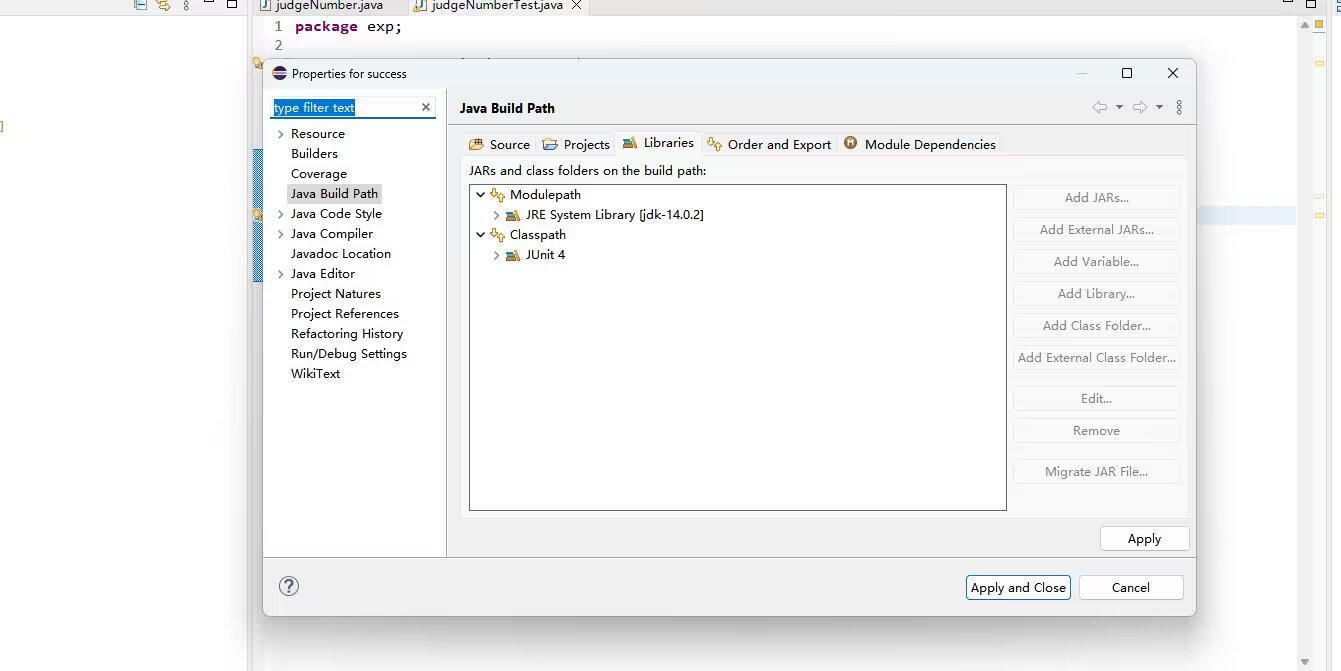 judgeNumber.java
judgeNumberTest.java
1 package exp;
2
Properties for success
type filter text
Java Build Path
Resource
Builders
Coverage
Java Build Path
Java Code Style
Java Compiler
Javadoc Location
Java Editor
Project Natures
Project References
Refactoring History
Run/Debug Settings
WikiText
Source
Projects
Libraries
Order and Export
Module Dependencies
JARs and class folders on the build path:
Modulepath
JRE System Library [jdk-14.0.2]
Classpath
JUnit 4
Add JARs...
Add External JARs...
Add Variable...
Add Library...
Add Class Folder...
Add External Class Folder...
Edit...
Remove
Migrate JAR File...
Apply
?
Apply and Close
Cancel